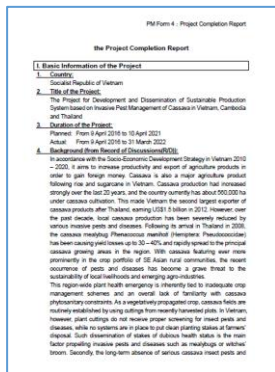 PM Form 4 : Project Completion Report
the Project Completion Report
I. Basic Information of the Project
1. Country:
Socialist Republic of Vietnam
2. Title of the Project:
The Project for Development and Dissemination of Sustainable Production
System based on Invasive Pest Management of Cassava in Vietnam, Cambodia
and Thailand
3. Duration of the Project:
Planned: From 8 April 2016 to 10 April 2021
Actual: From 9 April 2016 to 31 March 2022
4. Background (from Record of Discussions(R/D)):
In accordance with the Socio-Economic Development Strategy in Vietnam 2010
– 2020, it aims to increase productivity and export of agriculture products in
order to gain foreign money. Cassava is also a major agriculture product
following rice and sugarcane in Vietnam. Cassava production had increased
strongly over the last 20 years, and the country currently has about 560,000 ha
under cassava cultivation. This made Vietnam the second largest exporter of
cassava products after Thailand, earning US$1.5 billion in 2012. However, over
the past decade, local cassava production has been severely reduced by
various invasive pests and diseases. Following its arrival in Thailand in 2008,
the cassava mealybug Phenacoccus manihoti (Hemiptera: Pseudococcidae)
has been causing yield losses up to 30 – 40% and rapidly spread to the principal
cassava growing areas in the region. With cassava featuring ever more
prominently in the crop portfolio of SE Asian rural communities, the recent
occurrence of pests and diseases has become a grave threat to the
sustainability of local livelihoods and emerging agro-industries.
This region-wide plant health emergency is inherently tied to inadequate crop
management schemes and an overall lack of familiarity with cassava
phytosanitary constraints. As a vegetatively propagated crop, cassava fields are
routinely established by using cuttings from recently harvested plots. In Vietnam,
however, plant cuttings do not receive proper screening for insect pests and
diseases, while no systems are in place to put clean planting stakes at farmers'
disposal. Such dissemination of stakes of dubious health status is the main
factor propelling invasive pests and diseases such as mealybugs or witches'
broom. Secondly, the long-term absence of serious cassava insect pests and